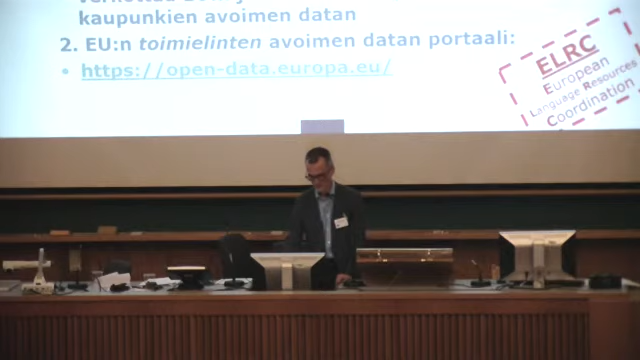 kaupunkien avoimen datan
2. EU:n toimielinten avoimen datan portaali:
• https://open-data.europa.eu/
ELRC
European
Language Resources
Coordination